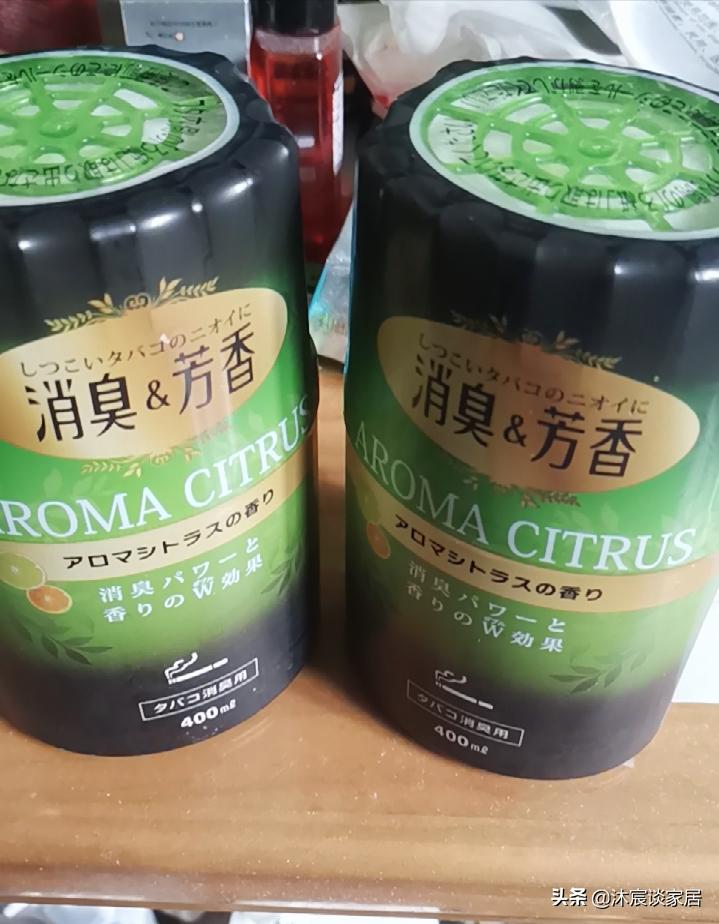 しつこいタバコのニオイに
消臭&芳香
AROMA CITRUS
アロマシトラスの香り
消臭パワーと
香りのW効果
タバコ消臭用
400mℓ
しつこいタバコのニオイに
消臭&芳香
AROMA CITRUS
アロマシトラスの香り
消臭パワーと
香りのW効果
タバコ消臭用
400mℓ
头条 @沐宸谈家居